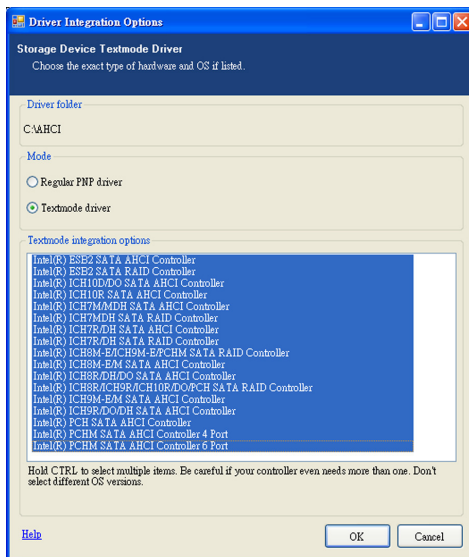 Driver Integration Options
Storage Device Textmode Driver
Choose the exact type of hardware and OS if listed.
Driver folder
C:\AHCI
Mode
Regular PNP driver
Textmode driver
Textmode integration options
Intel(R) ESB2 SATA AHCI Controller
Intel(R) ESB2 SATA RAID Controller
Intel(R) ICH10D/DO SATA AHCI Controller
Intel(R) ICH10R SATA AHCI Controller
Intel(R) ICH7M/MDH SATA AHCI Controller
Intel(R) ICH7MDH SATA RAID Controller
Intel(R) ICH7R/DH SATA AHCI Controller
Intel(R) ICH7R/DH SATA RAID Controller
Intel(R) ICH8M-E/ICH9M-E/PCHM SATA RAID Controller
Intel(R) ICH8M-E/M SATA AHCI Controller
Intel(R) ICH8R/DH/DO SATA AHCI Controller
Intel(R) ICH8R/ICH9R/ICH10R/DO/PCH SATA RAID Controller
Intel(R) ICH9M-E/M SATA AHCI Controller
Intel(R) ICH9R/DO/DH SATA AHCI Controller
Intel(R) PCH SATA AHCI Controller
Intel(R) PCHM SATA AHCI Controller 4 Port
Intel(R) PCHM SATA AHCI Controller 6 Port
Hold CTRL to select multiple items. Be careful if your controller even needs more than one. Don't
select different OS versions.
Help
OK
Cancel